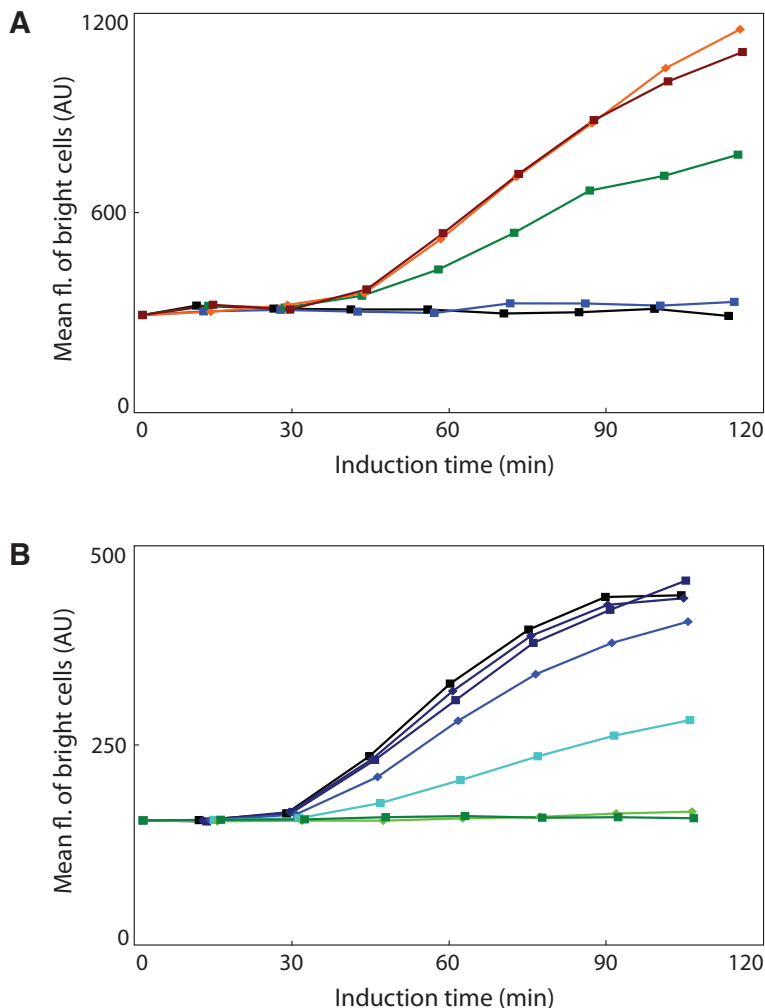 A
Mean fl. of bright cells (AU)
1200
600
0
0 30 60 90 120
Induction time (min)
B
Mean fl. of bright cells (AU)
500
250
0
0 30 60 90 120
Induction time (min)